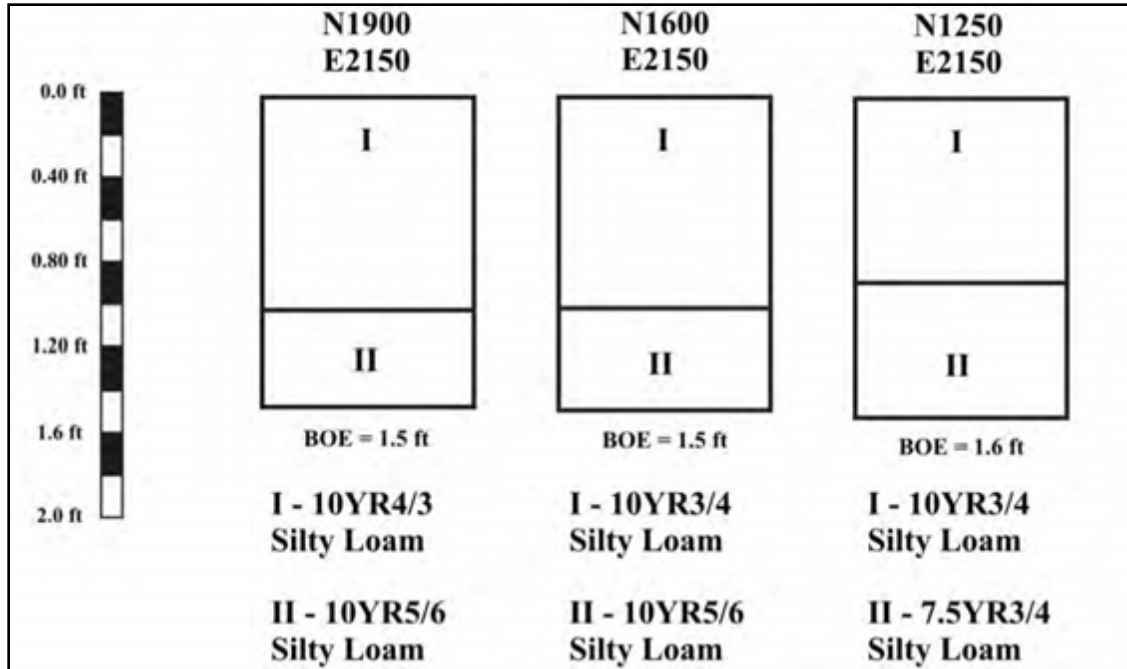 N1900
E2150
N1600
E2150
N1250
E2150
0.0 ft
0.40 ft
0.80 ft
1.20 ft
1.6 ft
2.0 ft
I
II
BOE = 1.5 ft
I
II
BOE = 1.5 ft
I
II
BOE = 1.6 ft
I - 10YR4/3
Silty Loam
II - 10YR5/6
Silty Loam
I - 10YR3/4
Silty Loam
II - 10YR5/6
Silty Loam
I - 10YR3/4
Silty Loam
II - 7.5YR3/4
Silty Loam